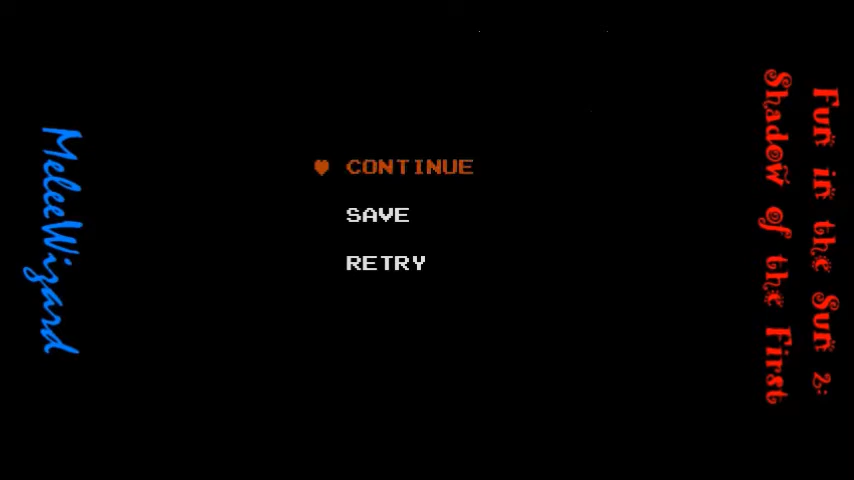 MeleeWizard
CONTINUE
SAVE
RETRY
Fun in the Sun 2:
Shadow of the First